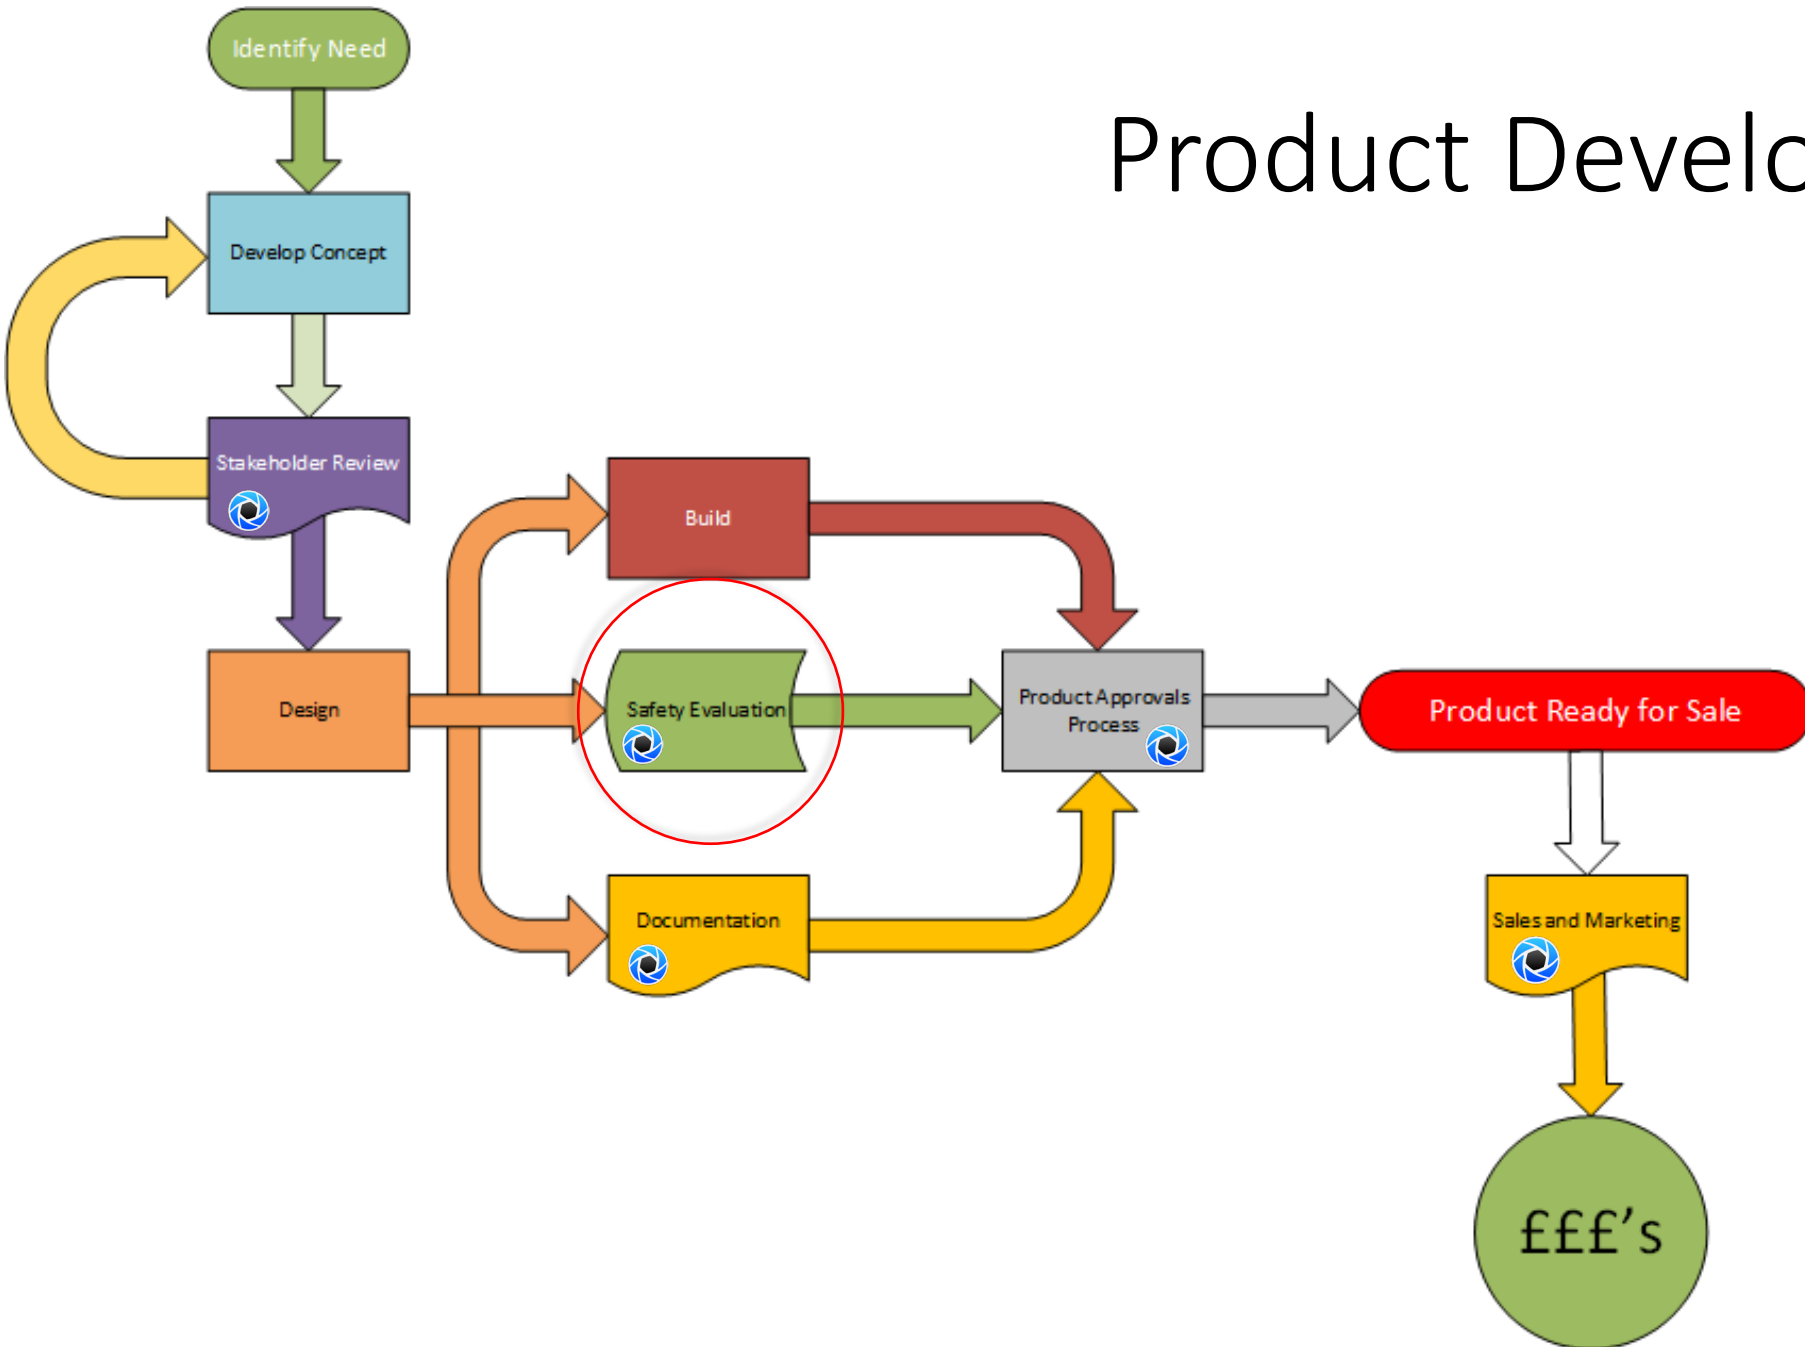 Identify Need
Product Develo
Develop Concept
Stakeholder Review
Build
Design
Safety Evaluation
Product Approvals
Process
Product Ready for Sale
Documentation
Sales and Marketing
£££’s